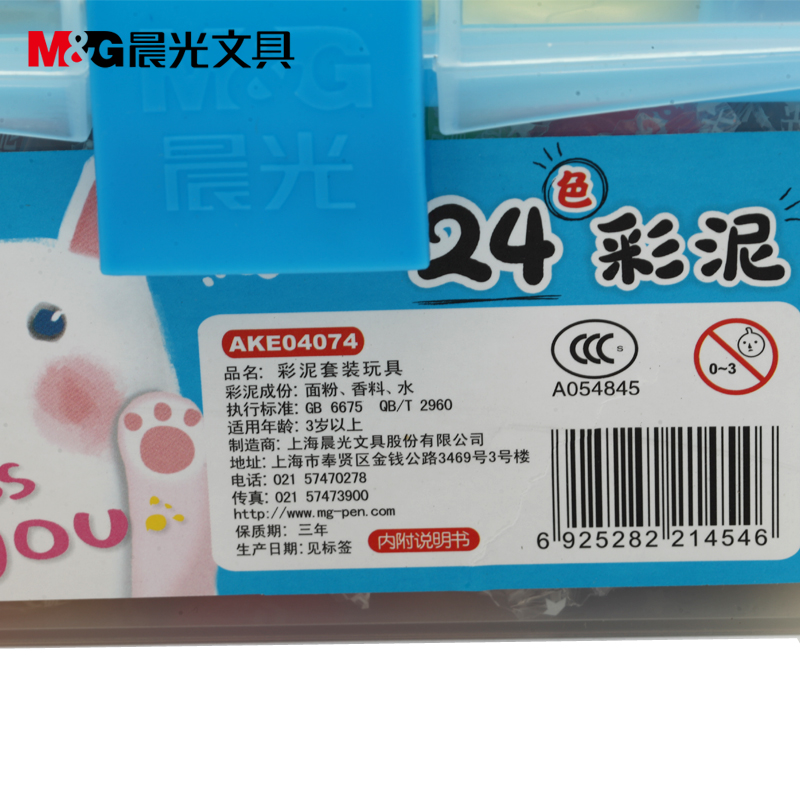 M&G晨光文具
M&G
晨光
24色彩泥
AKE04074
品名: 彩泥套装玩具
彩泥成份: 面粉、香料、水
执行标准: GB 6675 QB/T 2960
适用年龄: 3岁以上
制造商: 上海晨光文具股份有限公司
地址: 上海市奉贤区金钱公路3469号3号楼
电话: 021 57470278
传真: 021 57473900
http://www.mg-pen.com
保质期: 三年
生产日期: 见标签
内附说明书
CCC S
A054845
0~3
6 925282 214546
you